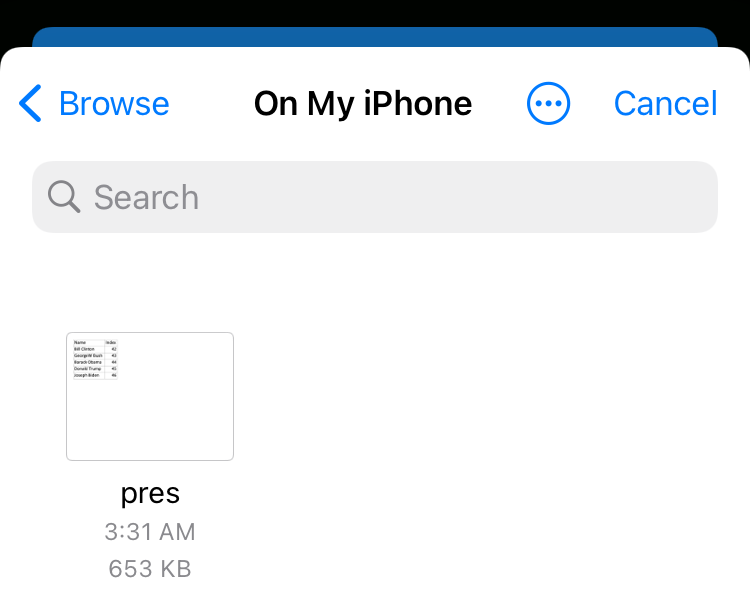 Browse On My iPhone Cancel
Search
Name Index
Bill Clinton 42
George W Bush 43
Barack Obama 44
Donald Trump 45
Joseph Biden 46
pres
3:31 AM
653 KB